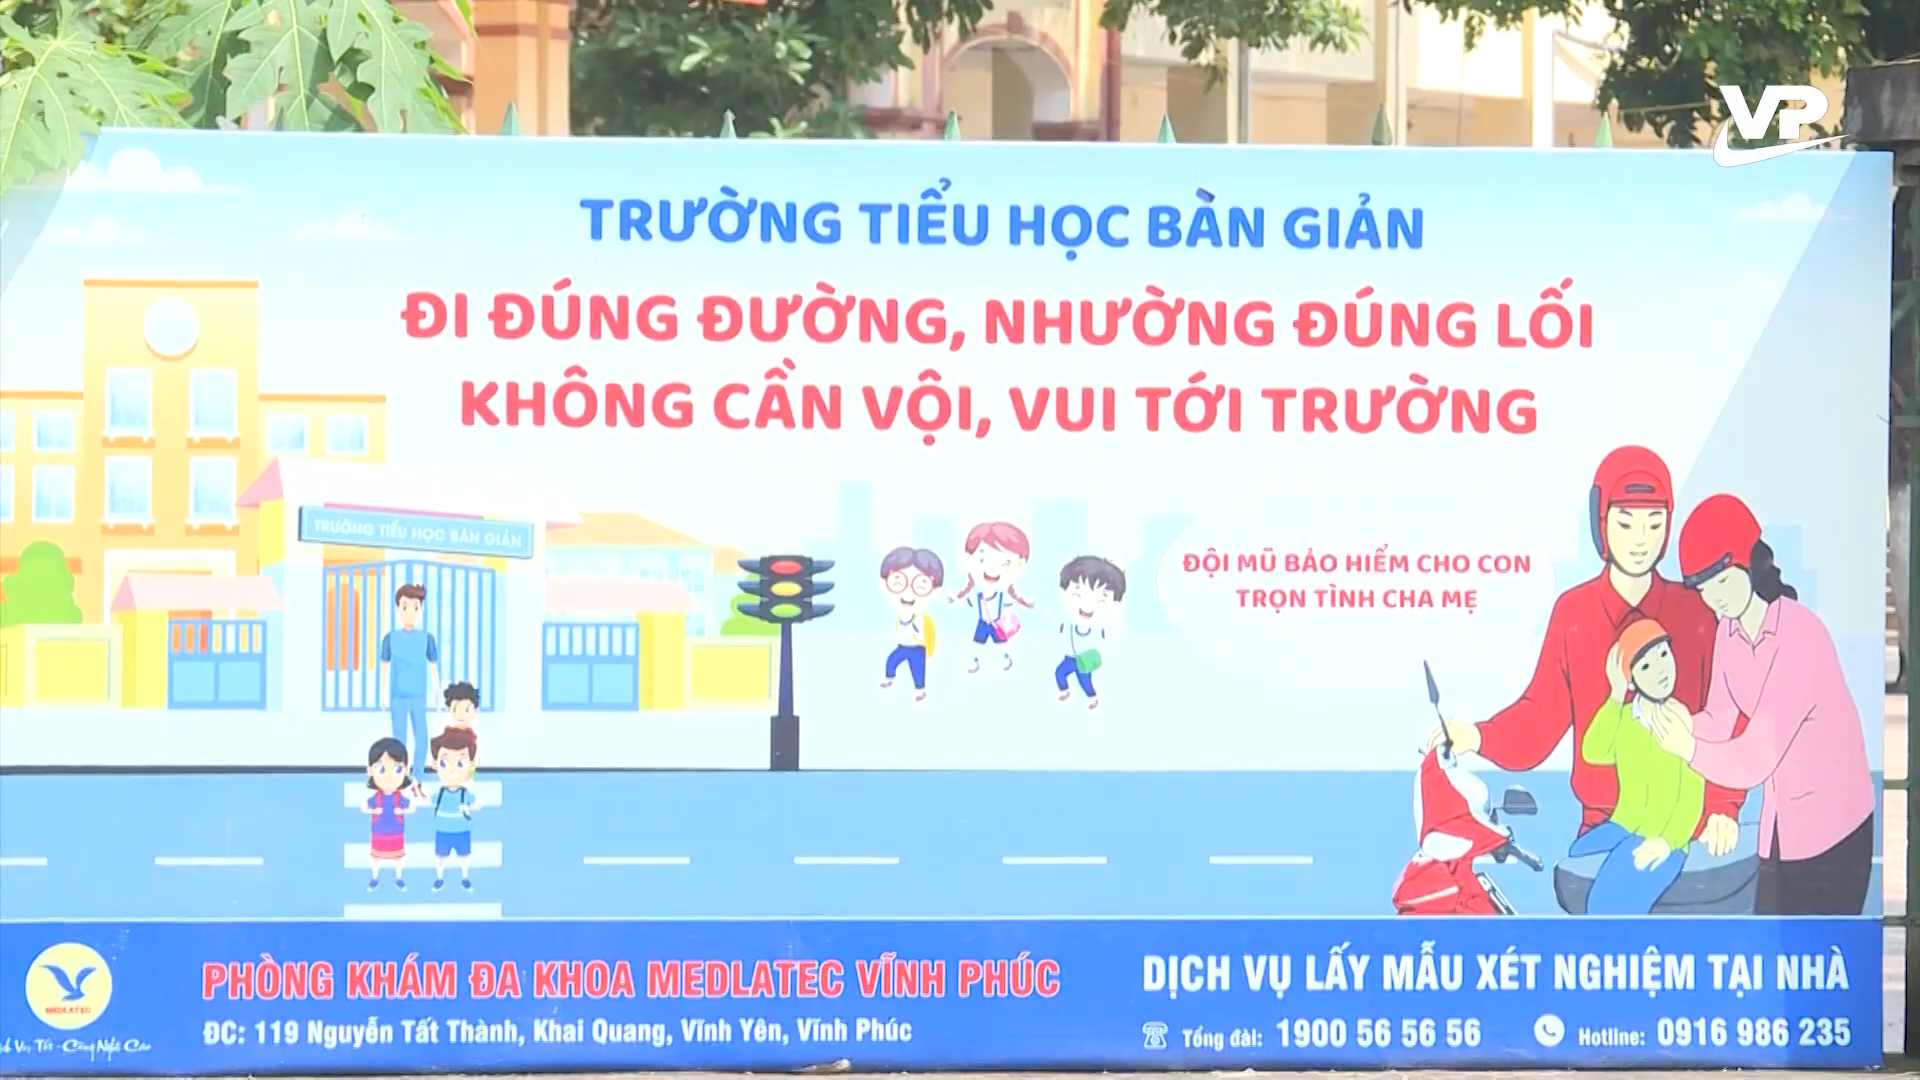 VP
TRƯỜNG TIỂU HỌC BÀN GIẢN
ĐI ĐÚNG ĐƯỜNG, NHƯỜNG ĐÚNG LỐI
KHÔNG CẦN VỘI, VUI TỚI TRƯỜNG
TRƯỜNG TIỂU HỌC BÀN GIẢN
ĐỘI MŨ BẢO HIỂM CHO CON
TRỌN TÌNH CHA MẸ
MEDLATEC
PHÒNG KHÁM ĐA KHOA MEDLATEC VĨNH PHÚC
ĐC: 119 Nguyễn Tất Thành, Khai Quang, Vĩnh Yên, Vĩnh Phúc
DỊCH VỤ LẤY MẪU XÉT NGHIỆM TẠI NHÀ
Tổng đài: 1900 56 56 56
Hotline: 0916 986 235